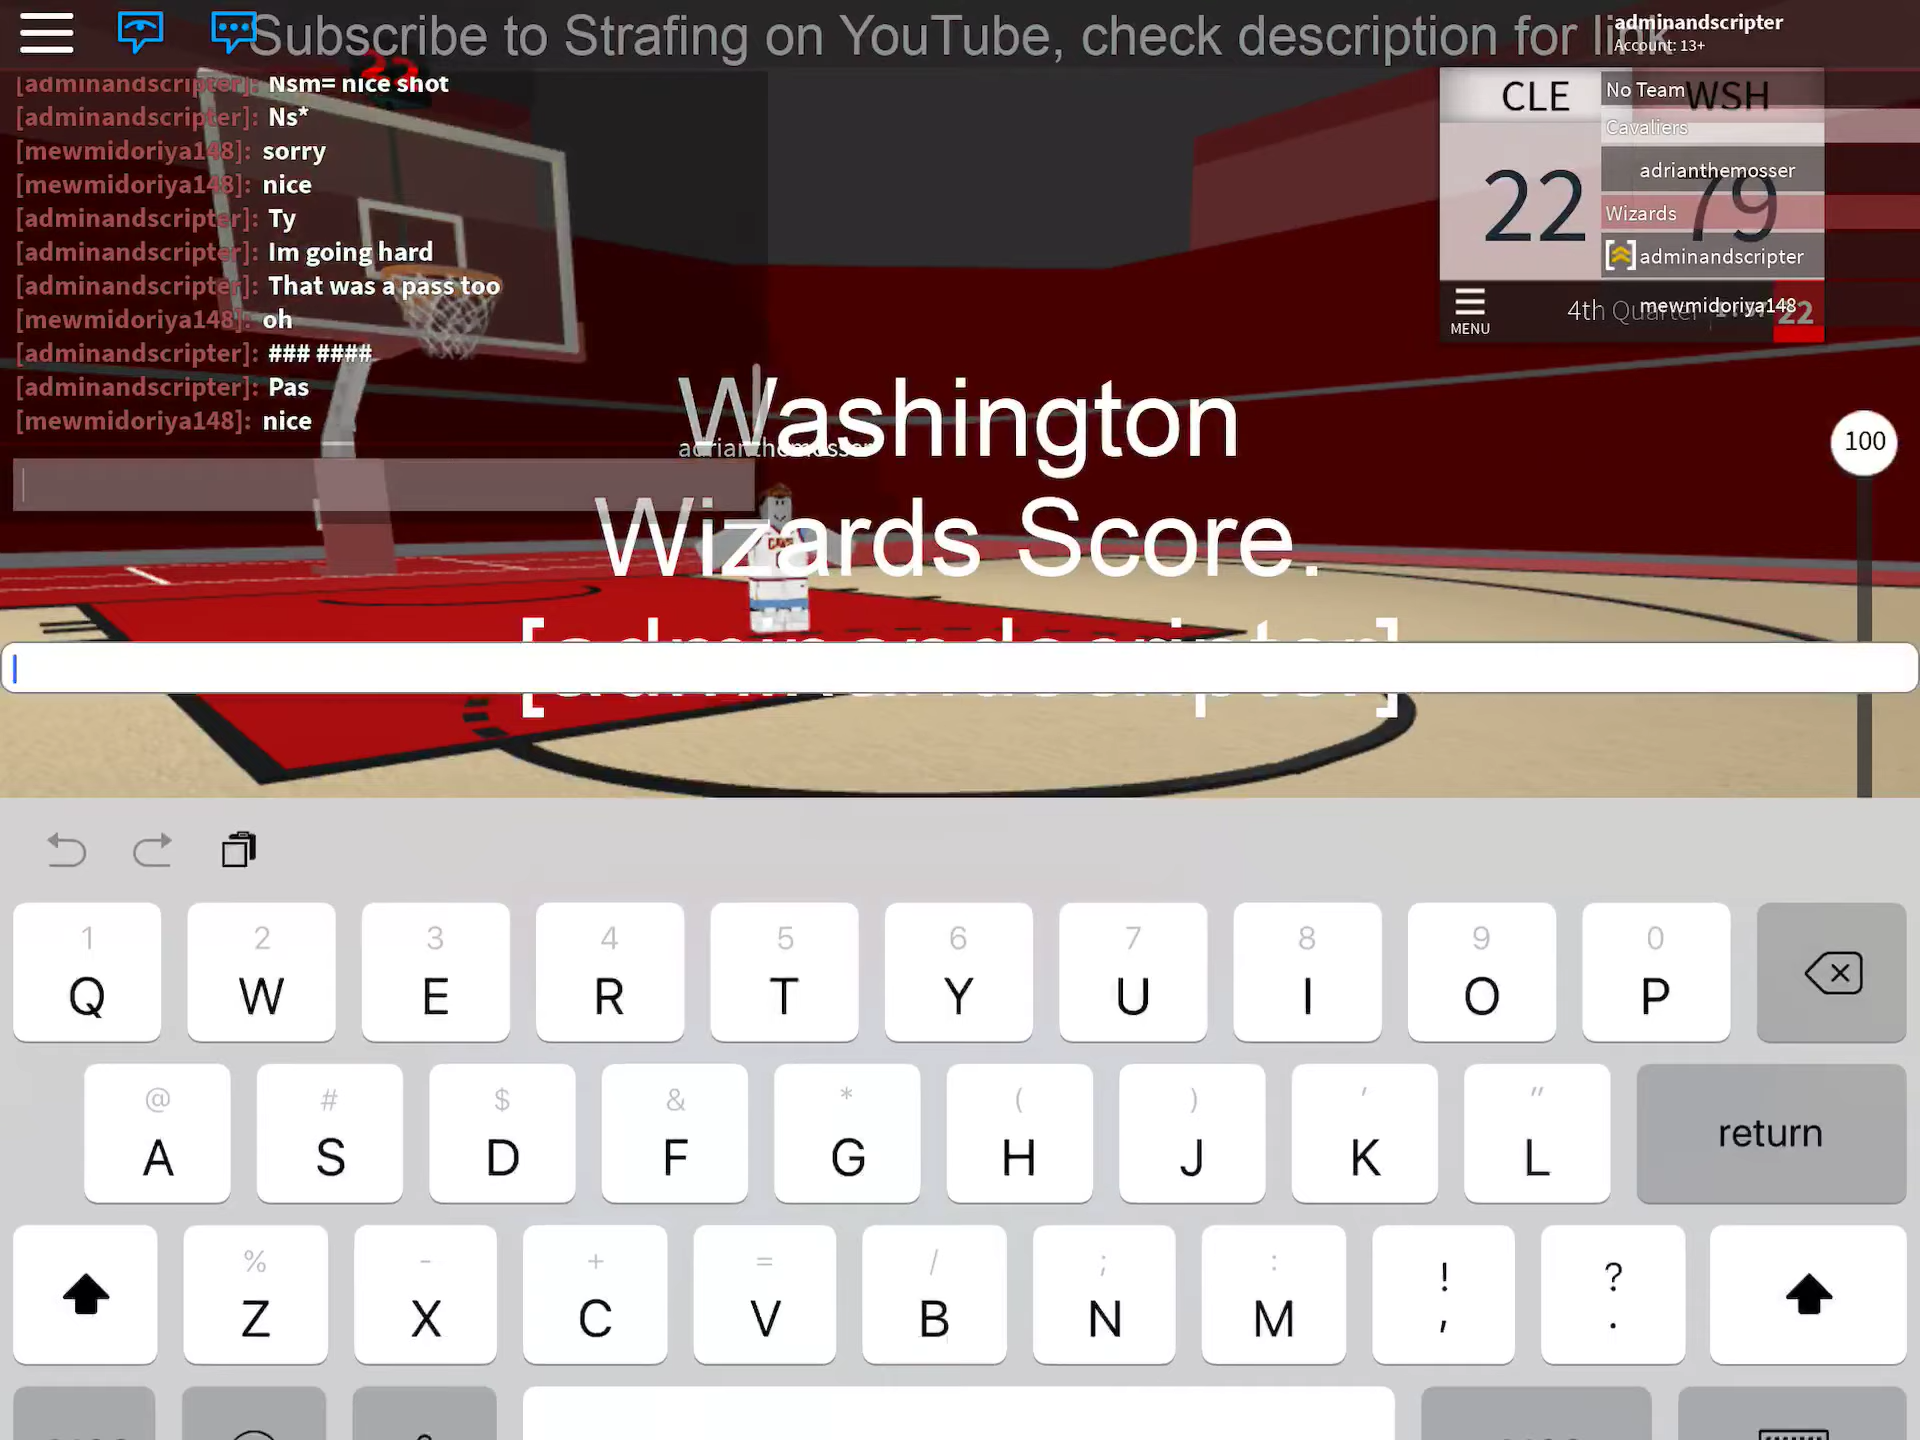 Subscribe to Strafing on YouTube, check description for link
adminandscripter
Account: 13+
[adminandscripter]: Nsm= nice shot
[adminandscripter]: Ns*
[mewmidoriya148]: sorry
[mewmidoriya148]: nice
[adminandscripter]: Ty
[adminandscripter]: Im going hard
[adminandscripter]: That was a pass too
[mewmidoriya148]: oh
[adminandscripter]: ### ####
[adminandscripter]: Pas
[mewmidoriya148]: nice
22
CLE
WSH
22
79
No Team
Cavaliers
adrianthemosser
Wizards
adminandscripter
mewmidoriya148
MENU
4th Quarter
22
100
adrianthemosser
Washington
Wizards Score.
[adminandscripter]
CAVS
1 2 3 4 5 6 7 8 9 0
Q W E R T Y U I O P
@ # $ & * ( ) ' "
A S D F G H J K L
return
% - + = / ; : ! ?
Z X C V B N M , .